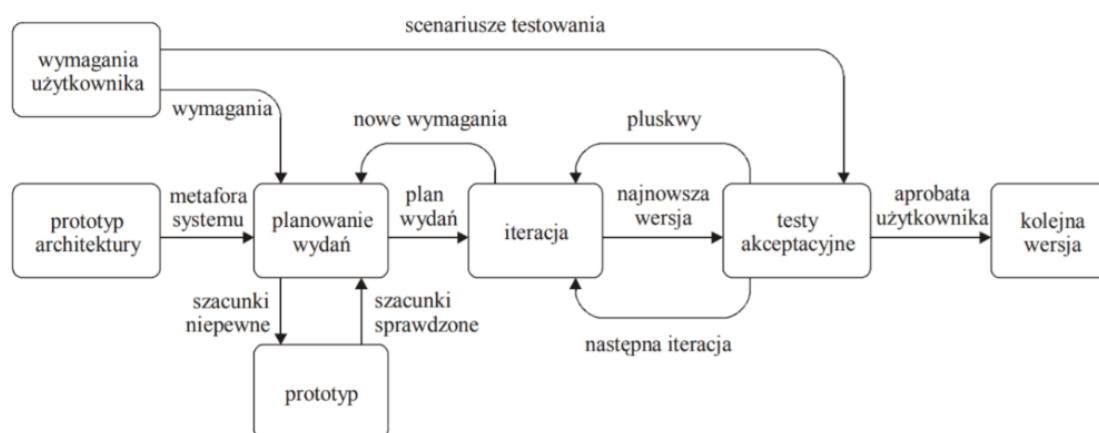 scenariusze testowania
wymagania
użytkownika
wymagania
nowe wymagania
pluskwy
prototyp
architektury
metafora
systemu
planowanie
wydań
plan
wydań
iteracja
najnowsza
wersja
testy
akceptacyjne
aprobata
użytkownika
kolejna
wersja
szacunki
niepewne
szacunki
sprawdzone
następna iteracja
prototyp